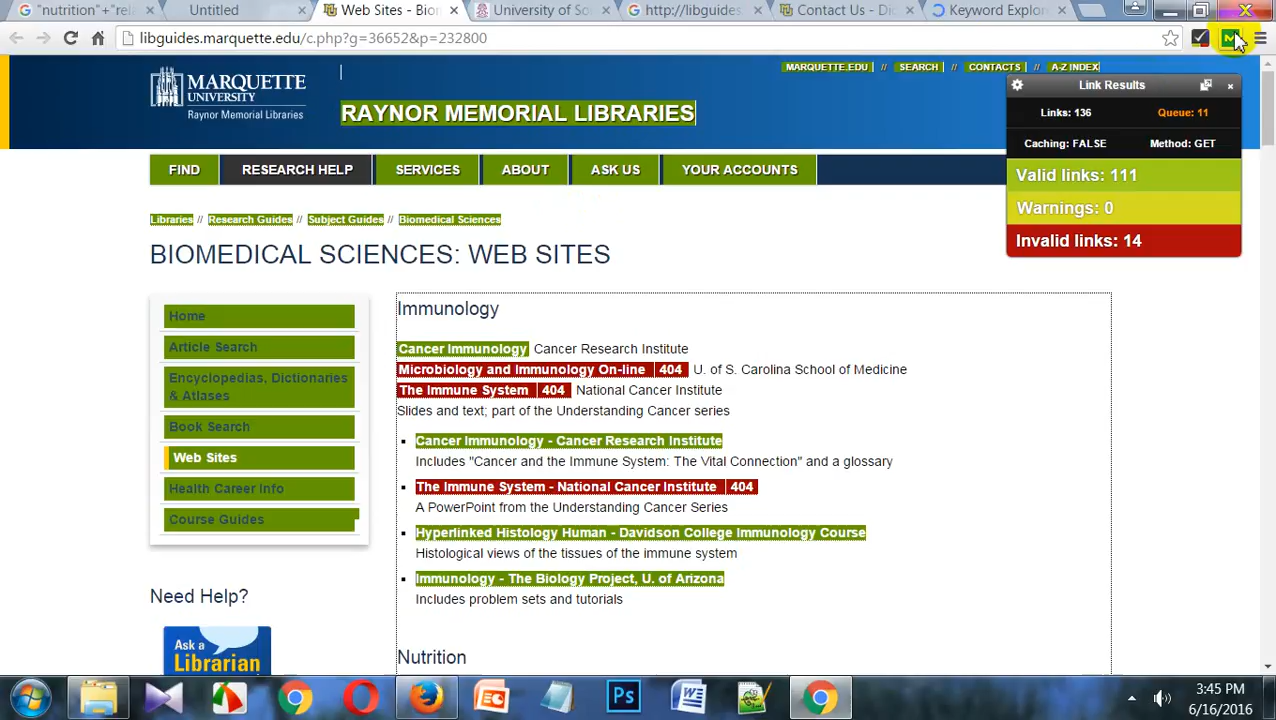 "nutrition"+"rela
Untitled
Web Sites - Bion
University of So
http://libguides.
Contact Us - Di
Keyword Explor
libguides.marquette.edu/c.php?g=36652&p=232800
MARQUETTE
UNIVERSITY
Raynor Memorial Libraries
RAYNOR MEMORIAL LIBRARIES
MARQUETTE.EDU // SEARCH // CONTACTS // A-Z INDEX
Link Results
Links: 136 Queue: 11
Caching: FALSE Method: GET
Valid links: 111
Warnings: 0
Invalid links: 14
FIND RESEARCH HELP SERVICES ABOUT ASK US YOUR ACCOUNTS
Libraries // Research Guides // Subject Guides // Biomedical Sciences
BIOMEDICAL SCIENCES: WEB SITES
Home
Article Search
Encyclopedias, Dictionaries
& Atlases
Book Search
Web Sites
Health Career Info
Course Guides
Need Help?
Ask a
Librarian
Immunology
Cancer Immunology Cancer Research Institute
Microbiology and Immunology On-line 404 U. of S. Carolina School of Medicine
The Immune System 404 National Cancer Institute
Slides and text; part of the Understanding Cancer series
Cancer Immunology - Cancer Research Institute
Includes "Cancer and the Immune System: The Vital Connection" and a glossary
The Immune System - National Cancer Institute 404
A PowerPoint from the Understanding Cancer Series
Hyperlinked Histology Human - Davidson College Immunology Course
Histological views of the tissues of the immune system
Immunology - The Biology Project, U. of Arizona
Includes problem sets and tutorials
Nutrition
Ps
3:45 PM
6/16/2016